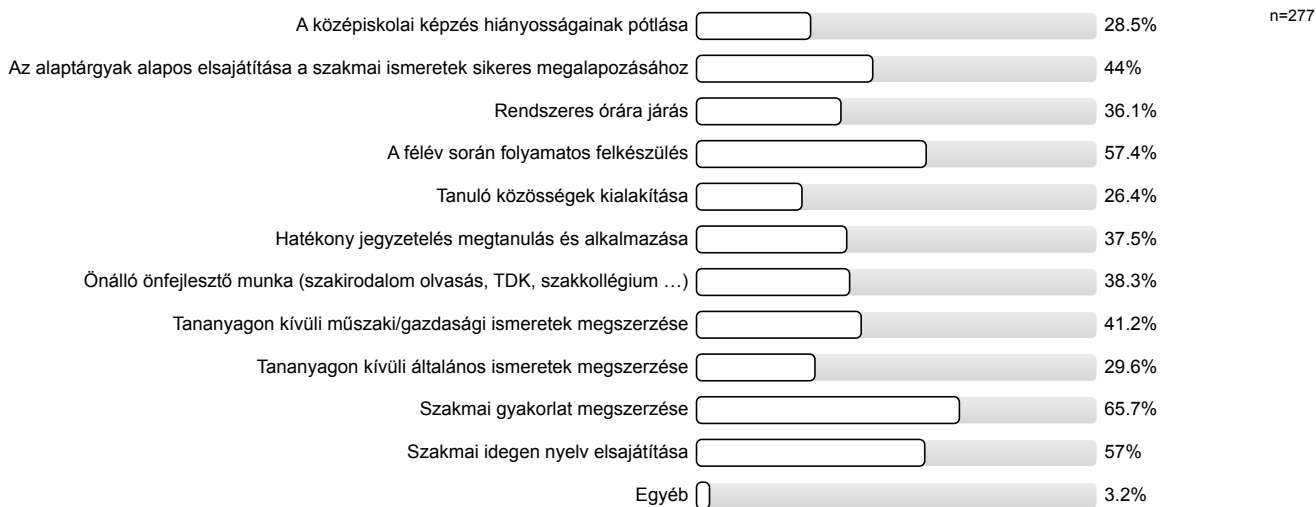 n=277
A középiskolai képzés hiányosságainak pótlása 28.5%
Az alaptárgyak alapos elsajátítása a szakmai ismeretek sikeres megalapozásához 44%
Rendszeres órára járás 36.1%
A félév során folyamatos felkészülés 57.4%
Tanuló közösségek kialakítása 26.4%
Hatékony jegyzetelés megtanulás és alkalmazása 37.5%
Önálló önfejlesztő munka (szakirodalom olvasás, TDK, szakkollégium …) 38.3%
Tananyagon kívüli műszaki/gazdasági ismeretek megszerzése 41.2%
Tananyagon kívüli általános ismeretek megszerzése 29.6%
Szakmai gyakorlat megszerzése 65.7%
Szakmai idegen nyelv elsajátítása 57%
Egyéb 3.2%